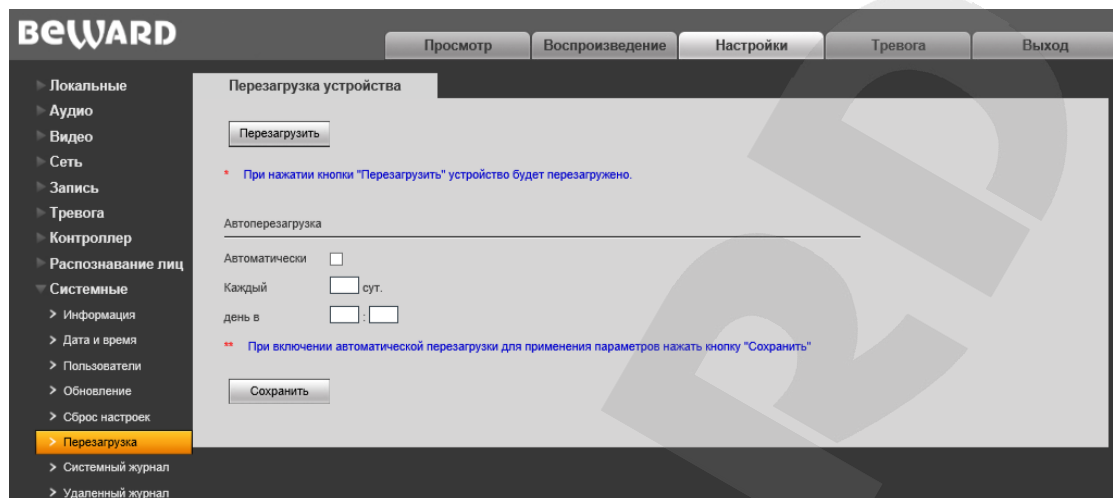 BEWARD
Просмотр
Воспроизведение
Настройки
Тревога
Выход
Локальные
Аудио
Видео
Сеть
Запись
Тревога
Контроллер
Распознавание лиц
Системные
Информация
Дата и время
Пользователи
Обновление
Сброс настроек
Перезагрузка
Системный журнал
Удаленный журнал
Перезагрузка устройства
Перезагрузить
* При нажатии кнопки "Перезагрузить" устройство будет перезагружено.
Автоперезагрузка
Автоматически
Каждый сут.
день в :
** При включении автоматической перезагрузки для применения параметров нажать кнопку "Сохранить"
Сохранить
RD